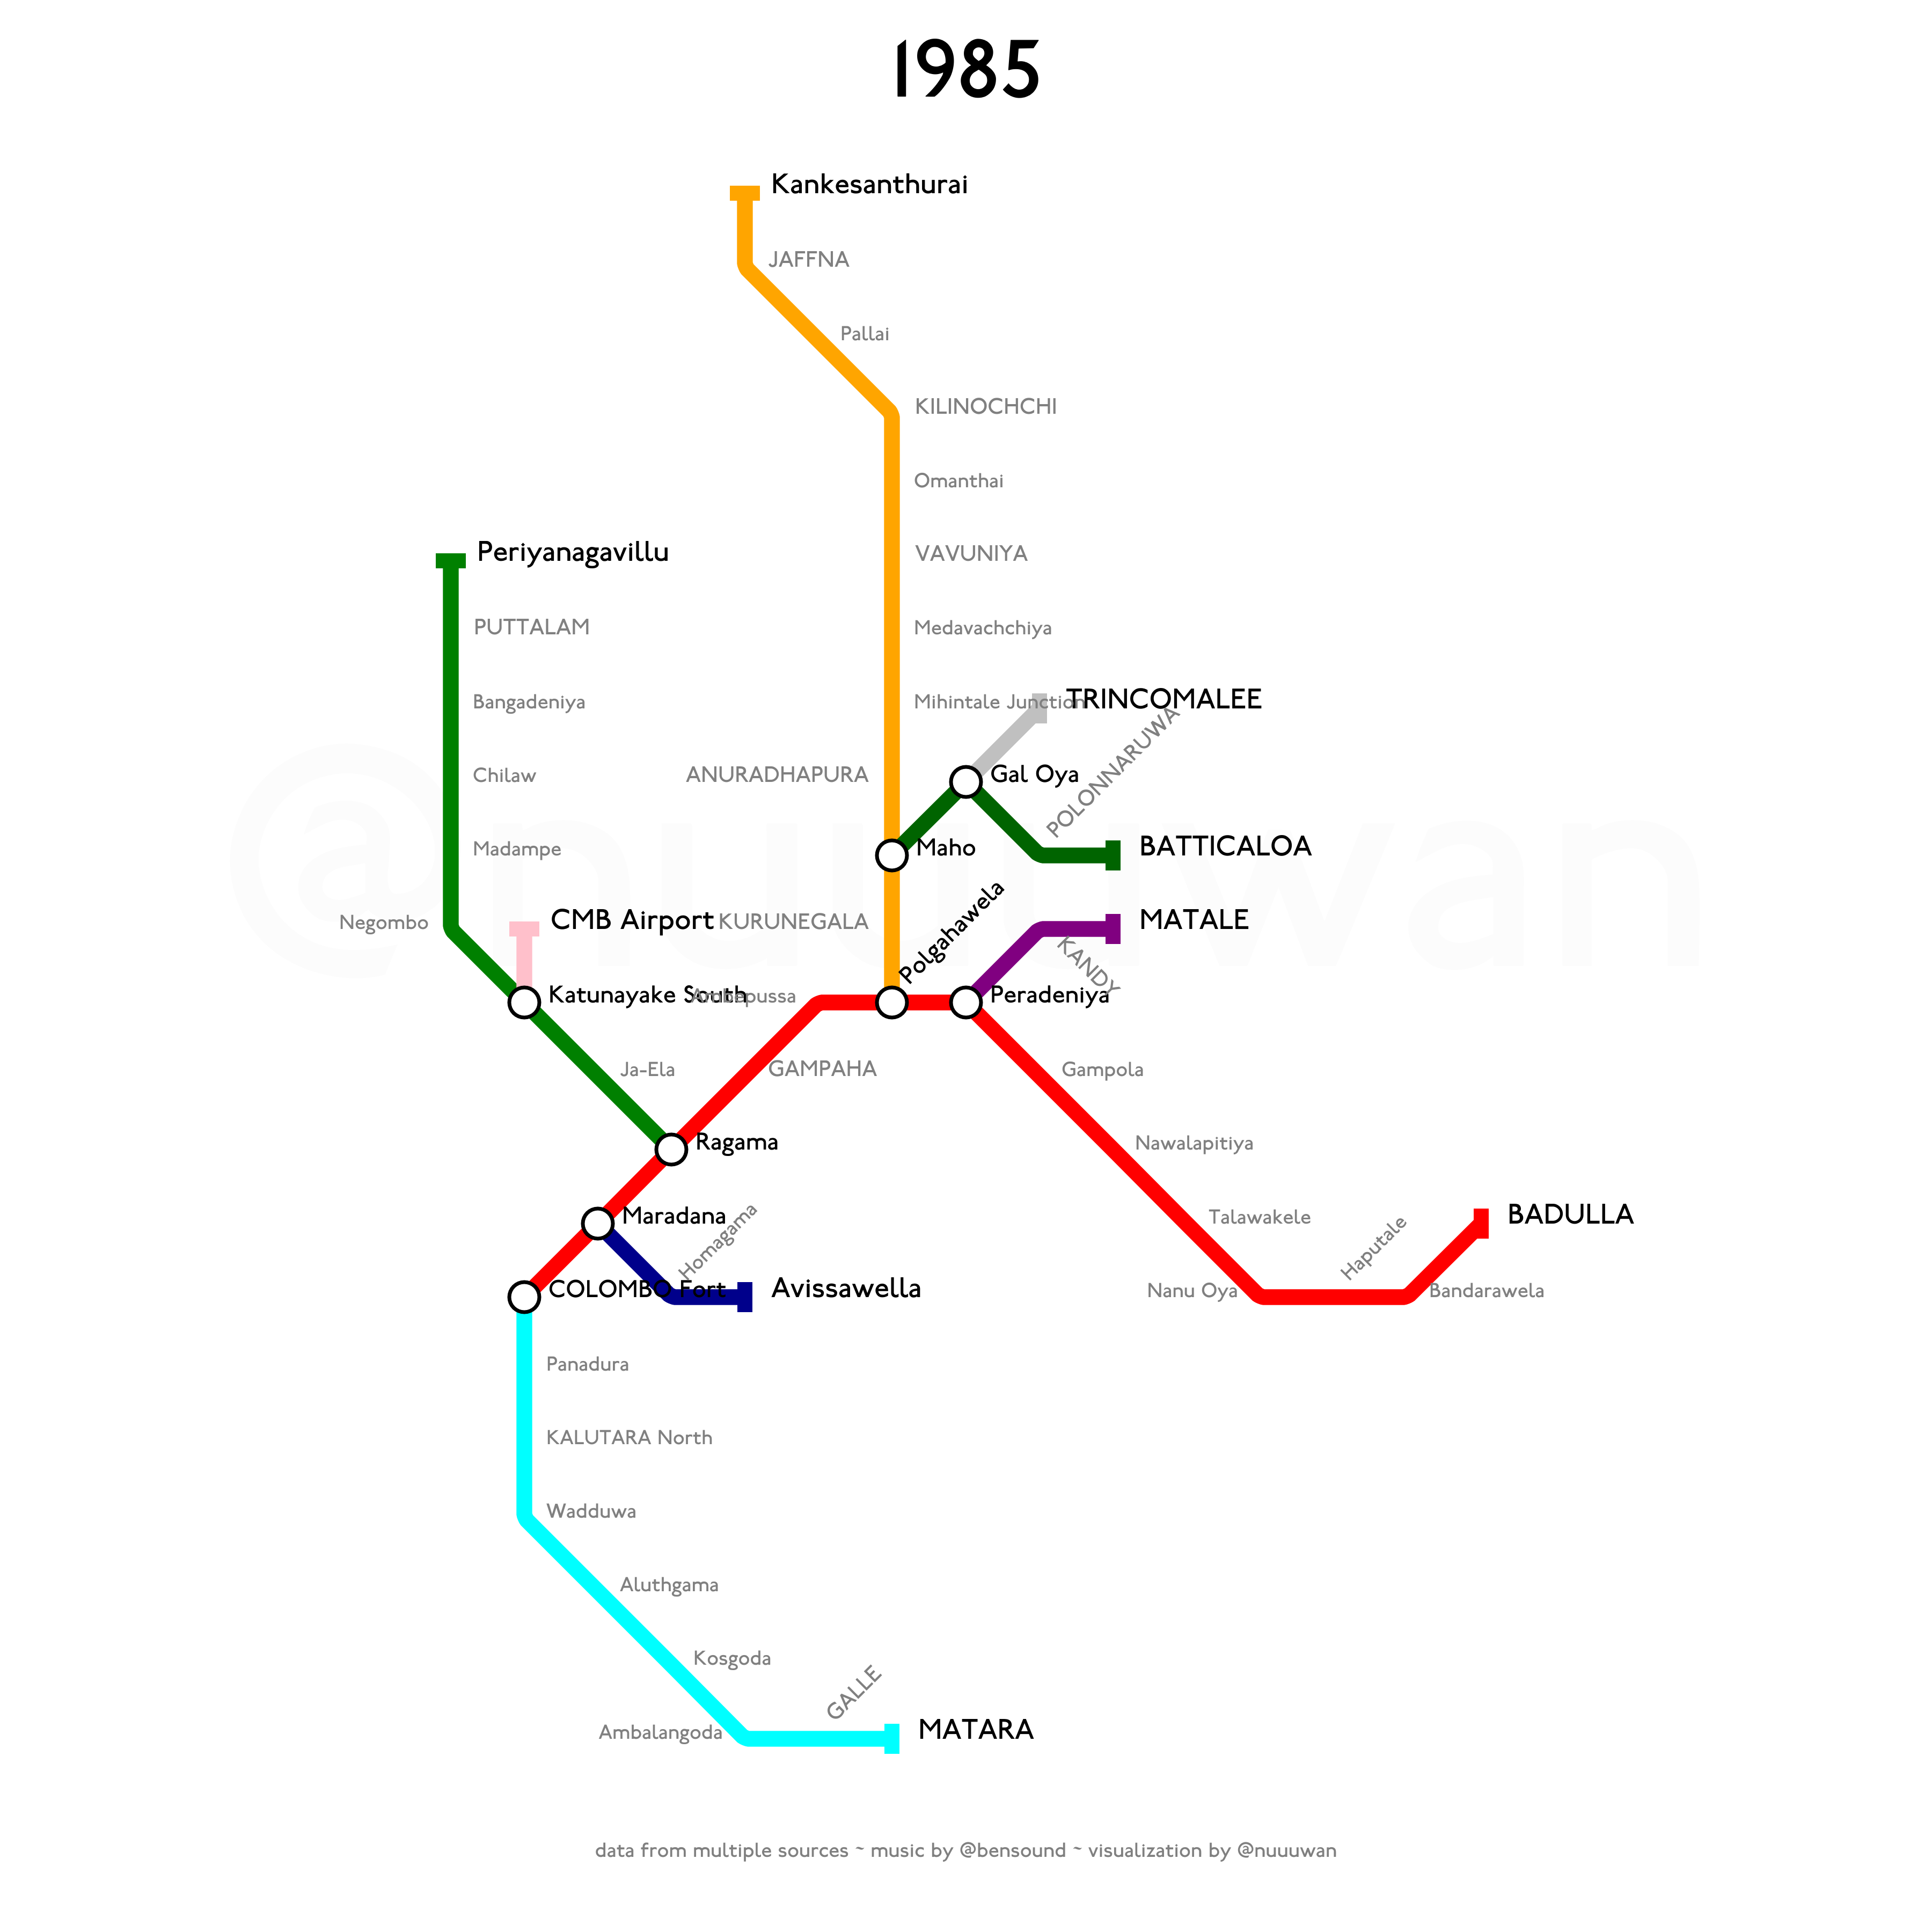 1985
Kankesanthurai
JAFFNA
Pallai
KILINOCHCHI
Omanthai
Periyanagavillu
VAVUNIYA
PUTTALAM
Medavachchiya
Bangadeniya
Mihintale Junction
TRINCOMALEE
POLONNARUWA
Chilaw
ANURADHAPURA
Gal Oya
Madampe
Maho
BATTICALOA
@nuuuwan
Negombo
CMB Airport
KURUNEGALA
Polgahawela
MATALE
KANDY
Katunayake South
Ambepussa
Peradeniya
Ja-Ela
GAMPAHA
Gampola
Ragama
Nawalapitiya
Maradana
Homagama
Talawakele
Haputale
BADULLA
COLOMBO Fort
Avissawella
Nanu Oya
Bandarawela
Panadura
KALUTARA North
Wadduwa
Aluthgama
Kosgoda
GALLE
Ambalangoda
MATARA
data from multiple sources ~ music by @bensound ~ visualization by @nuuuwan